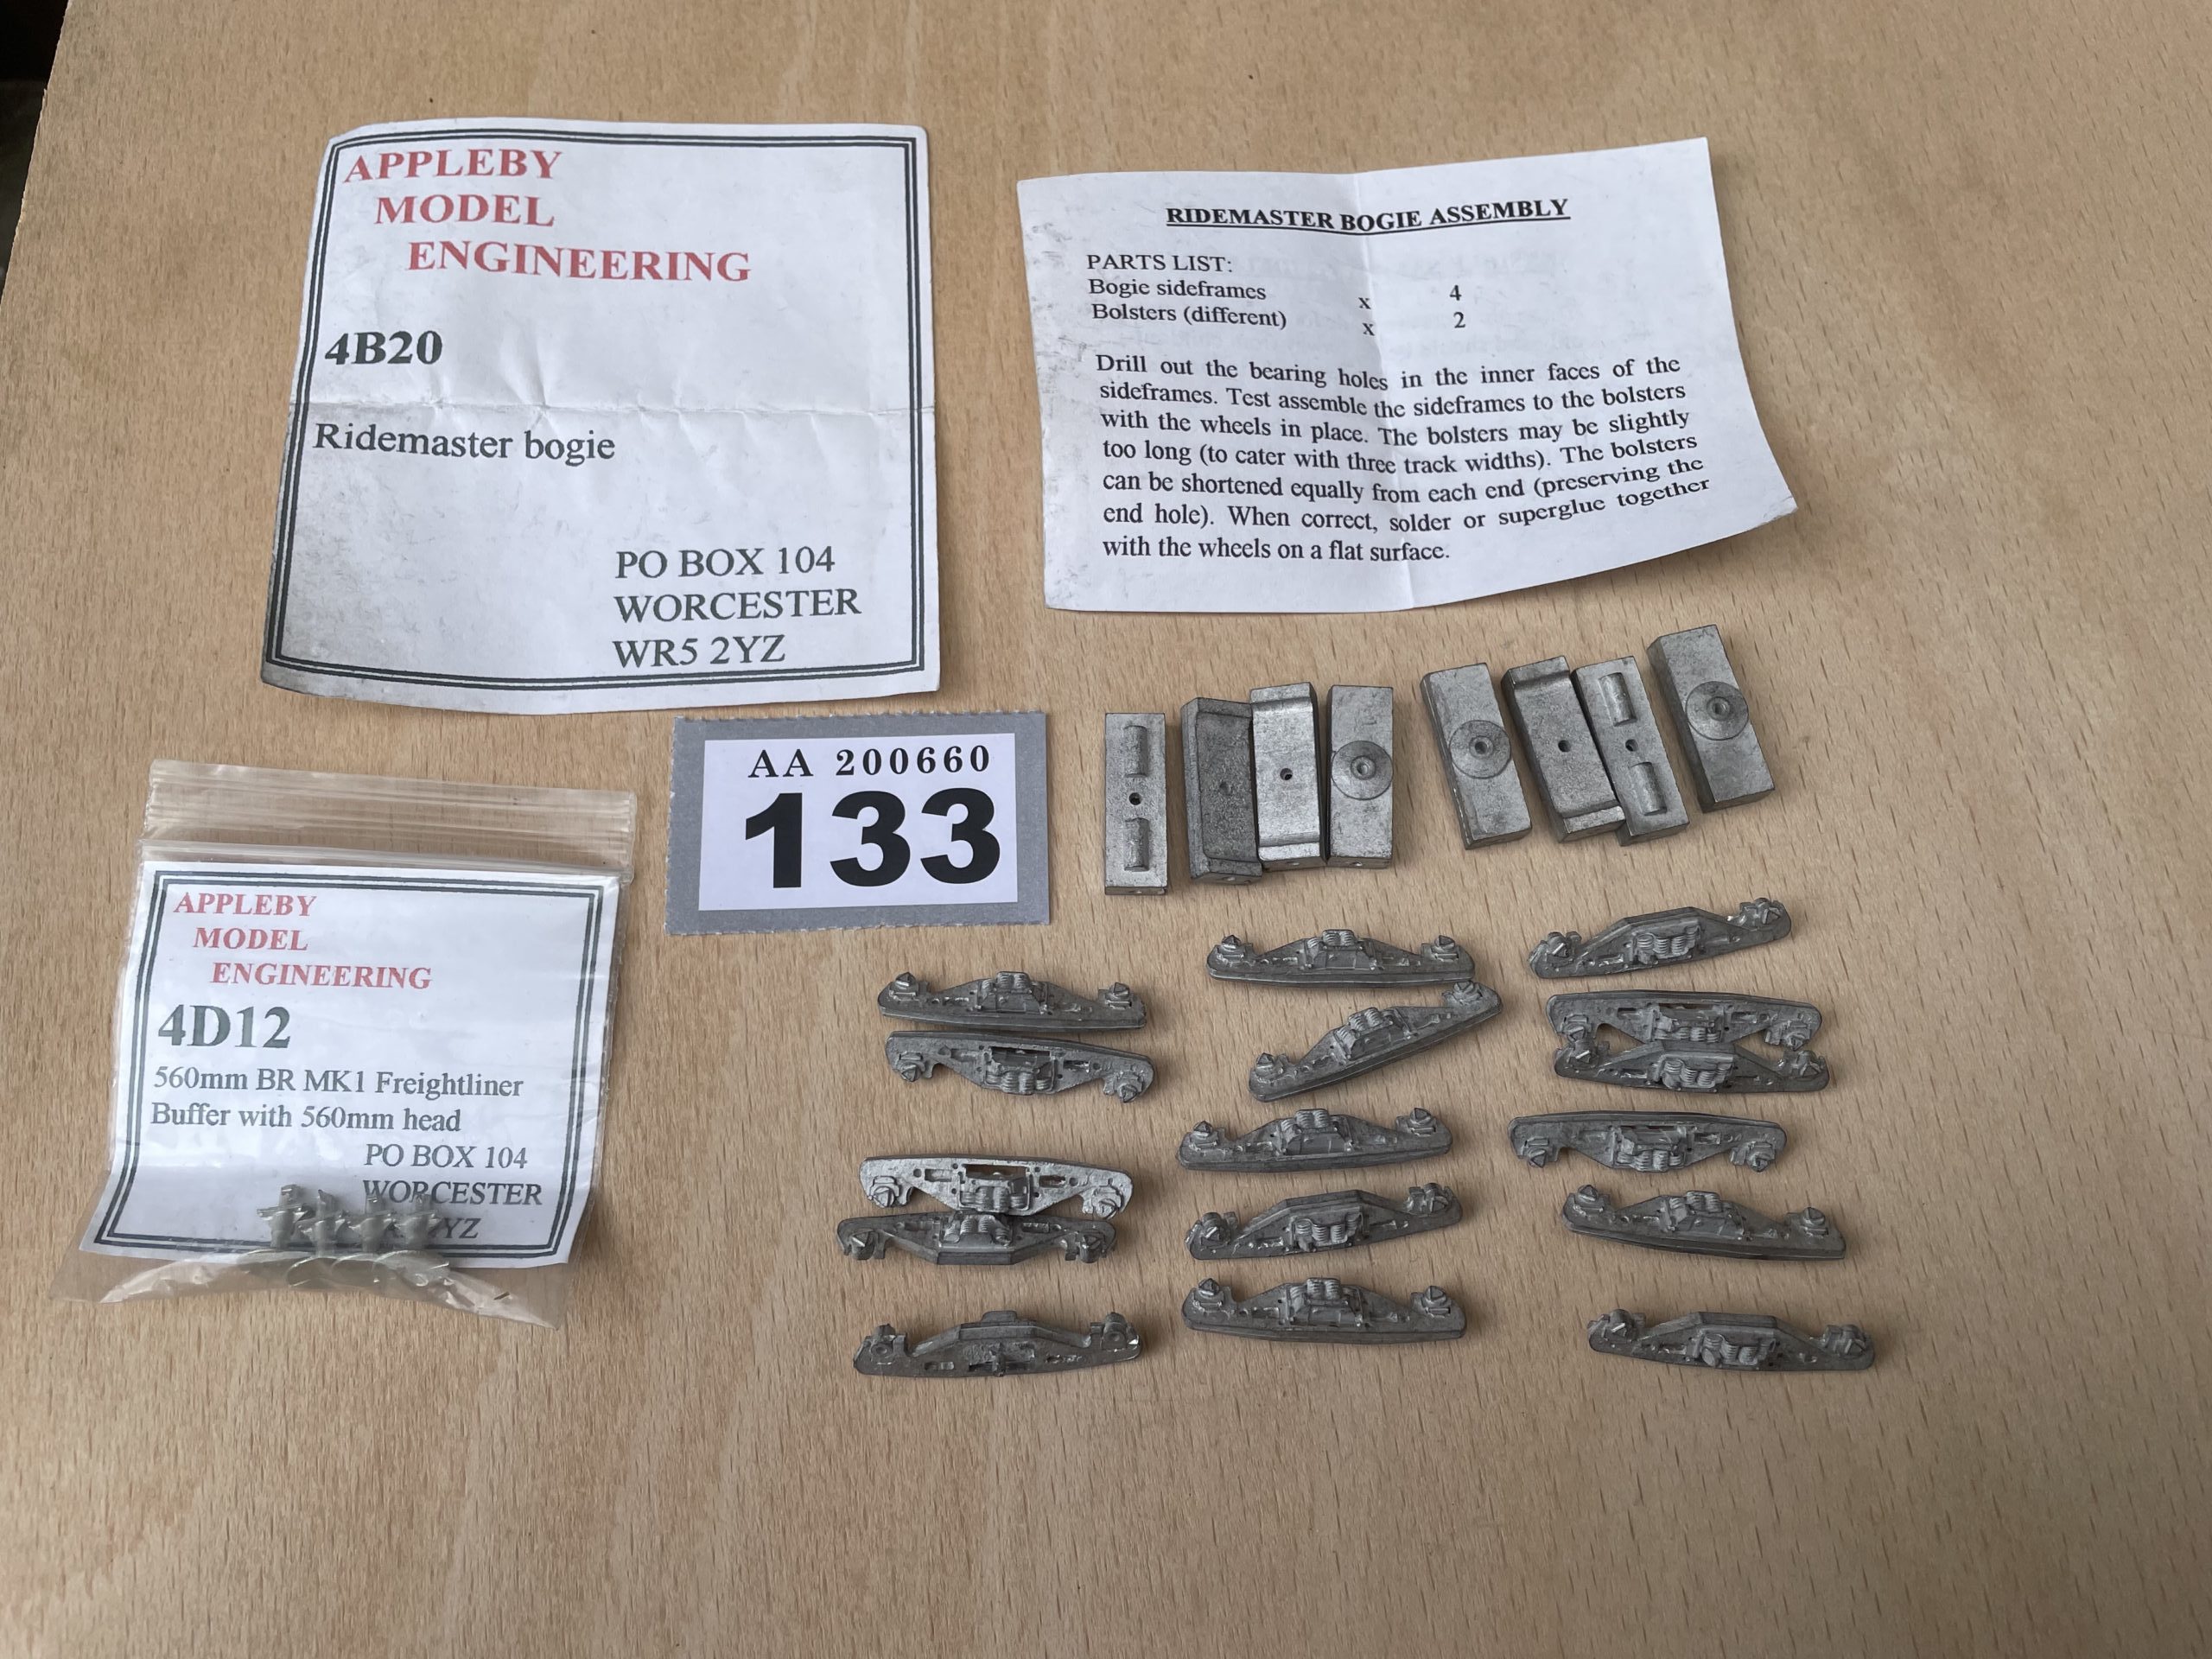 APPLEBY
MODEL
ENGINEERING
4B20
Ridemaster bogie
PO BOX 104
WORCESTER
WR5 2YZ
RIDEMASTER BOGIE ASSEMBLY
PARTS LIST:
Bogie sideframes x 4
Bolsters (different) x 2
Drill out the bearing holes in the inner faces of the
sideframes. Test assemble the sideframes to the bolsters
with the wheels in place. The bolsters may be slightly
too long (to cater with three track widths). The bolsters
can be shortened equally from each end (preserving the
end hole). When correct, solder or superglue together
with the wheels on a flat surface.
AA 200660
133
APPLEBY
MODEL
ENGINEERING
4D12
560mm BR MK1 Freightliner
Buffer with 560mm head
PO BOX 104
WORCESTER
YZ